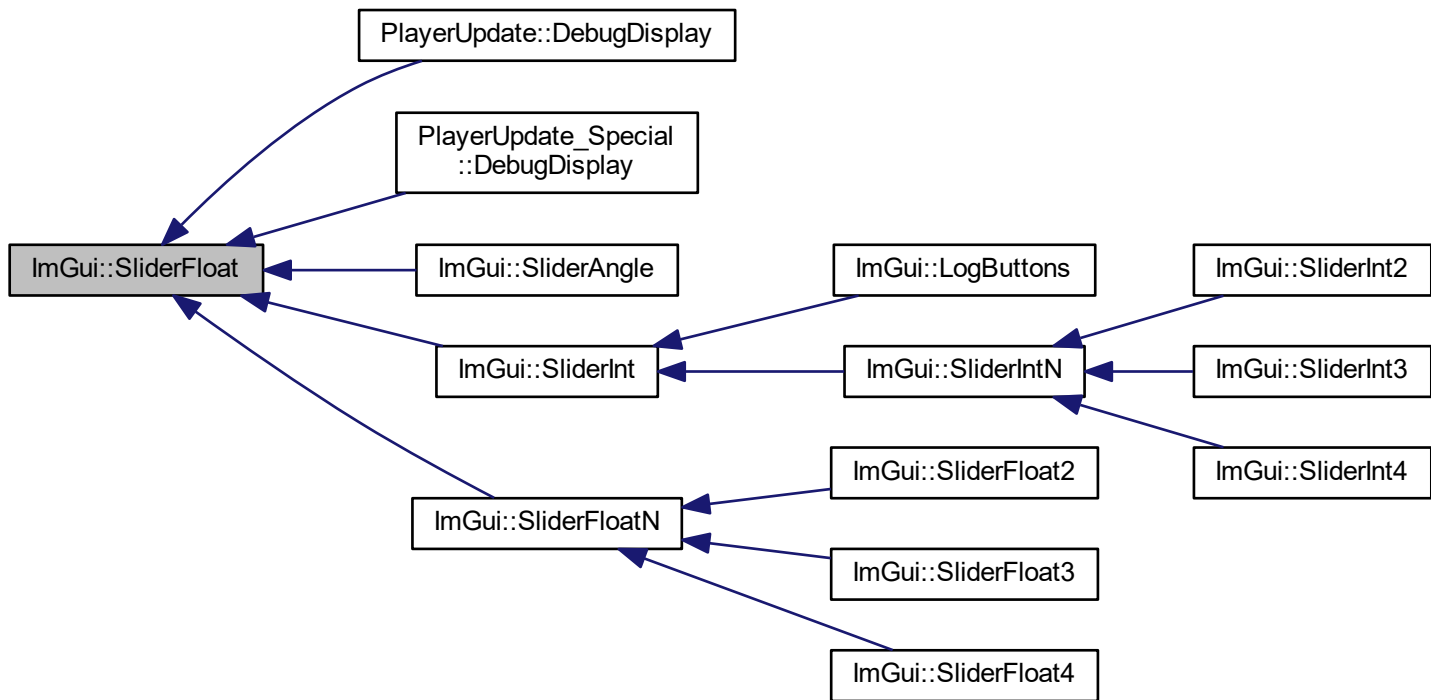 PlayerUpdate::DebugDisplay
PlayerUpdate_Special
::DebugDisplay
ImGui::SliderFloat
ImGui::SliderAngle
ImGui::LogButtons
ImGui::SliderInt2
ImGui::SliderInt
ImGui::SliderIntN
ImGui::SliderInt3
ImGui::SliderFloat2
ImGui::SliderInt4
ImGui::SliderFloatN
ImGui::SliderFloat3
ImGui::SliderFloat4